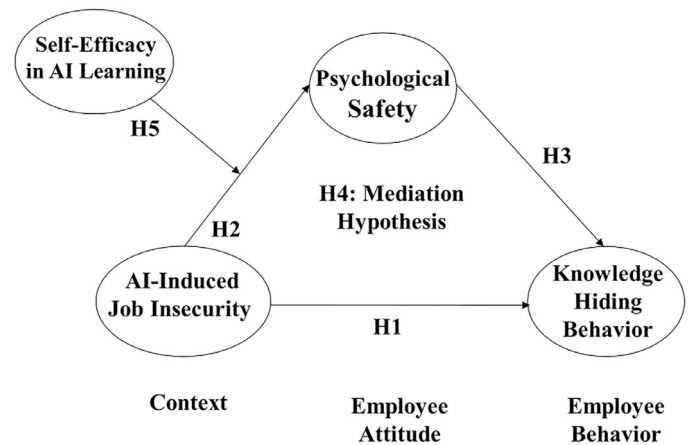 Self-Efficacy
in AI Learning
Psychological
Safety
H5
H3
H4: Mediation
Hypothesis
H2
AI-Induced
Job Insecurity
Knowledge
Hiding
Behavior
H1
Context
Employee
Attitude
Employee
Behavior